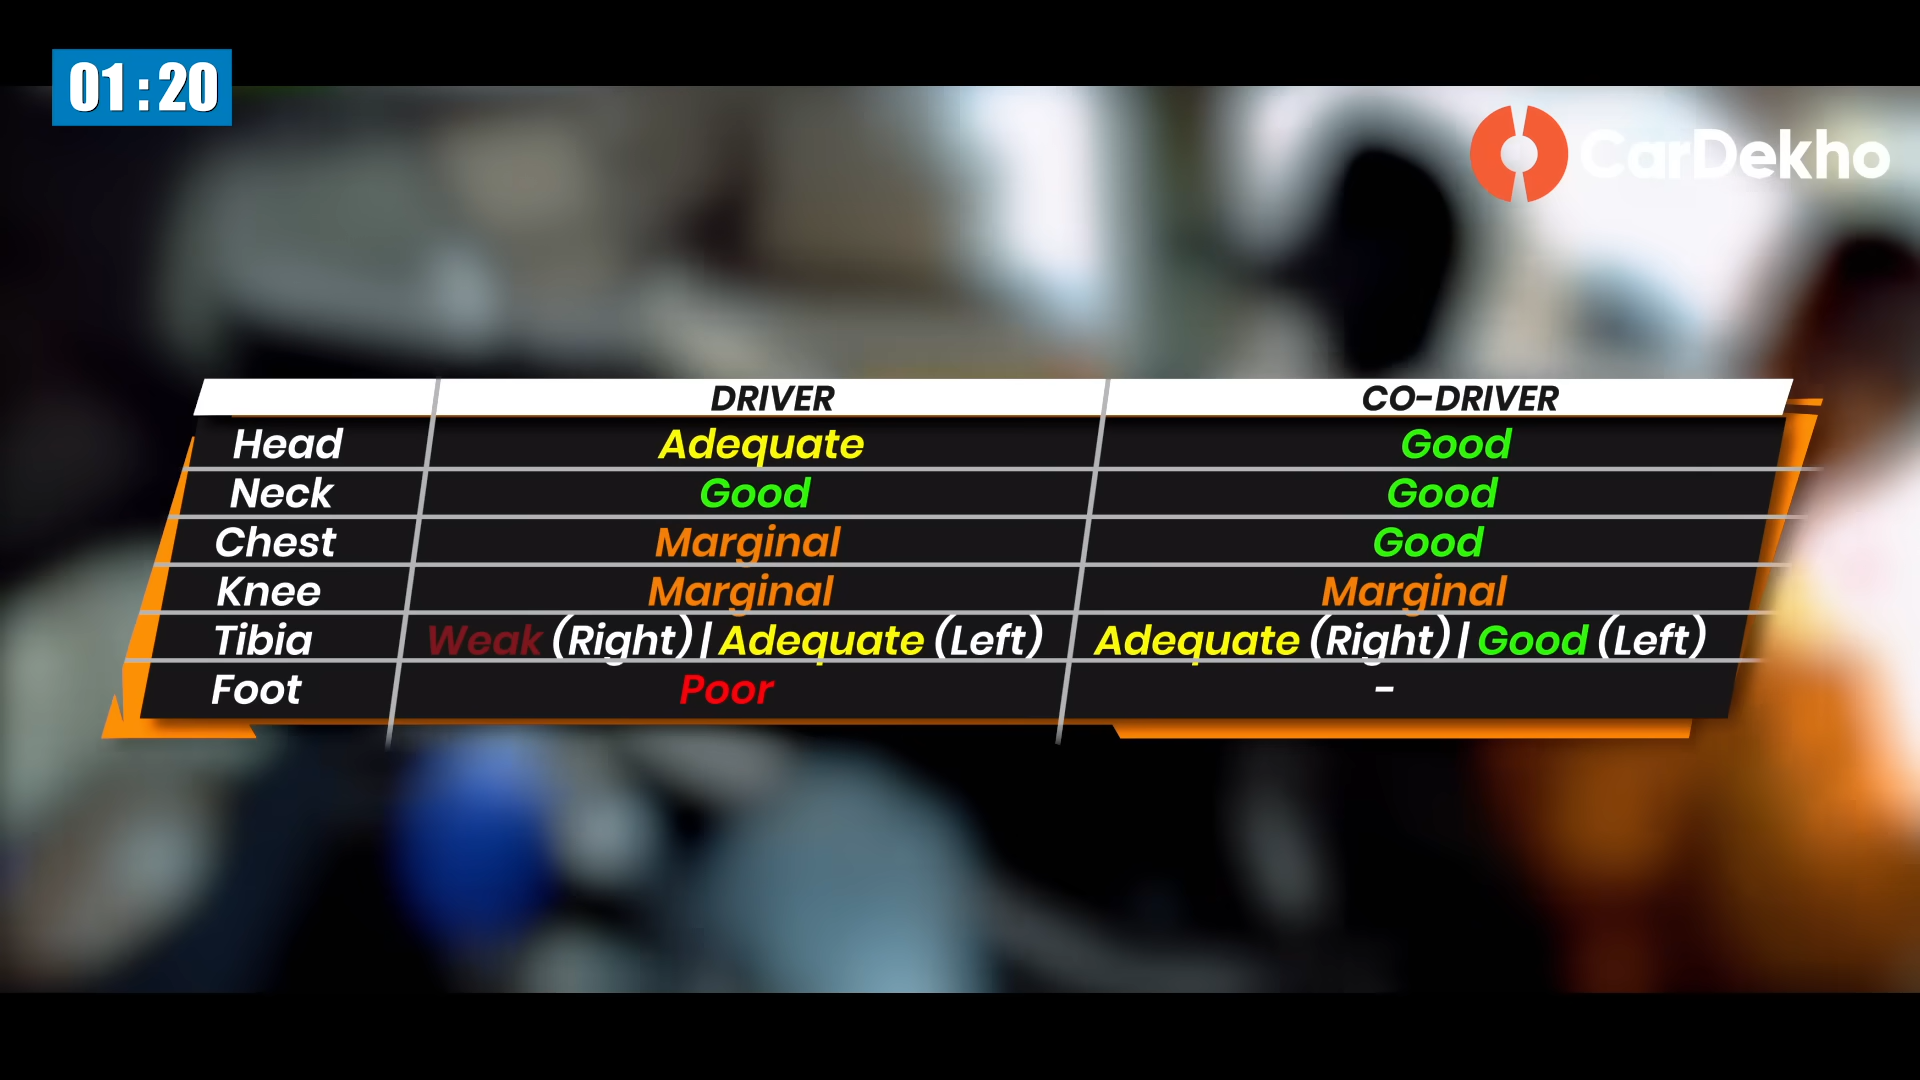 01:20
CarDekho
DRIVER CO-DRIVER
Head Adequate Good
Neck Good Good
Chest Marginal Good
Knee Marginal Marginal
Tibia Weak (Right) | Adequate (Left) Adequate (Right) | Good (Left)
Foot Poor -